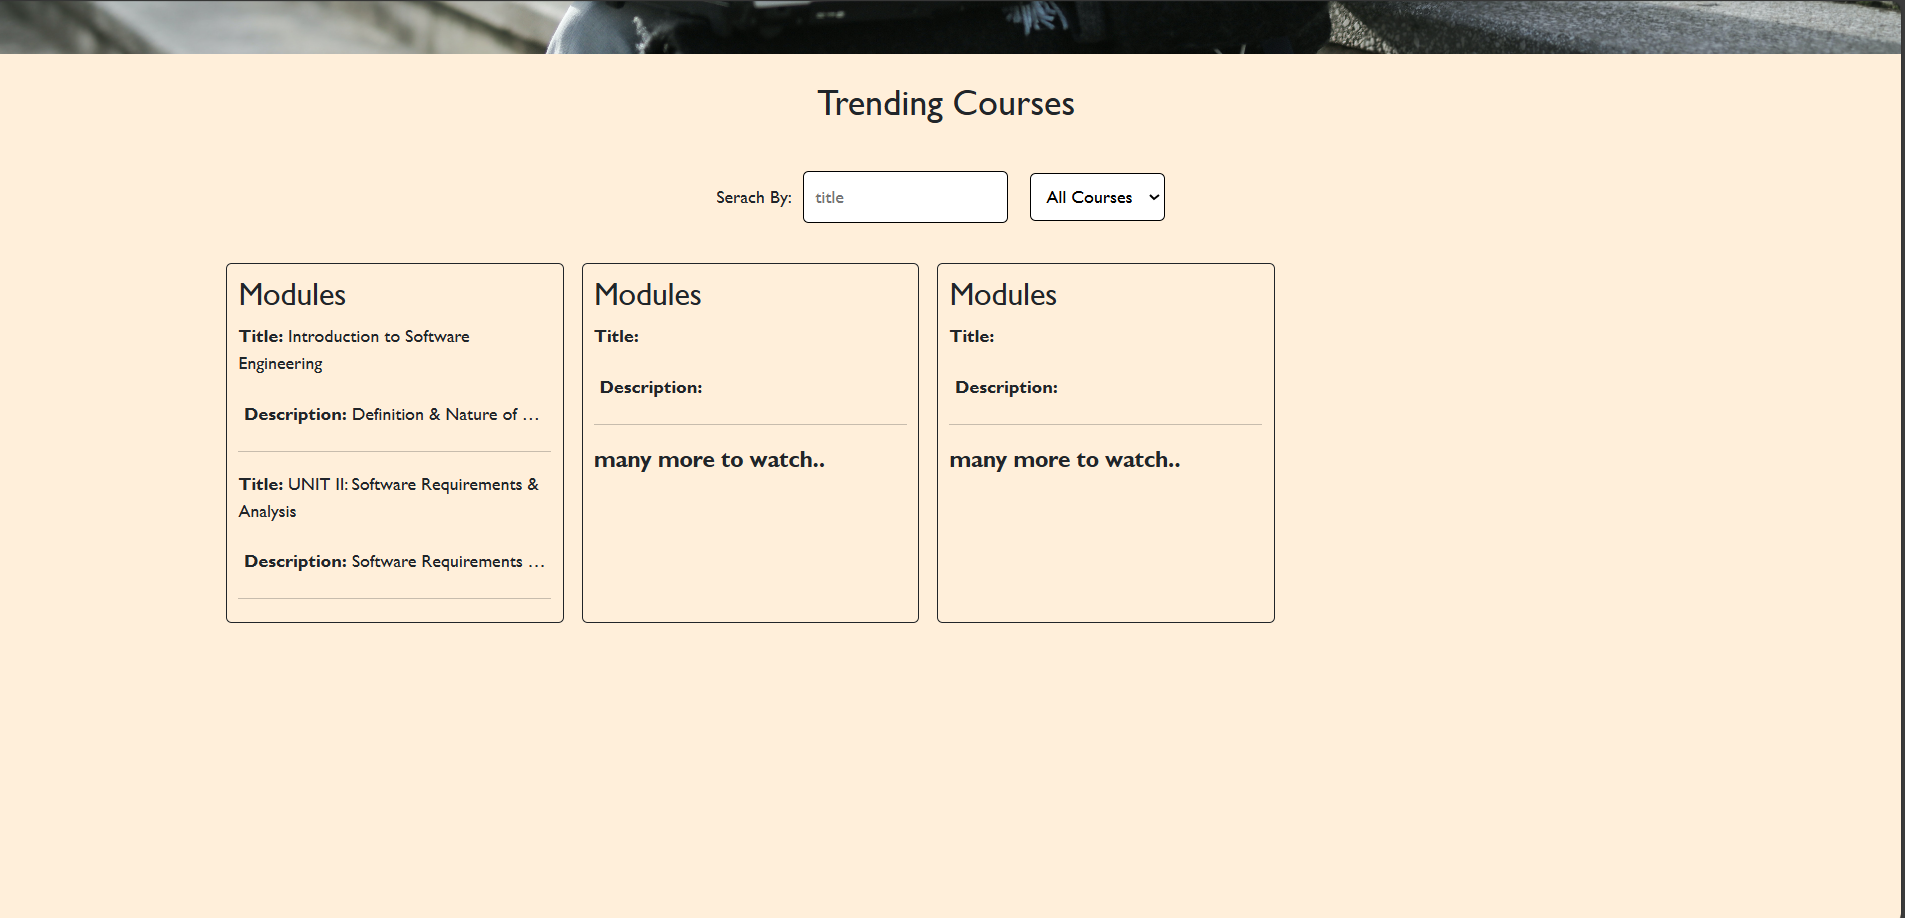 Trending Courses
Serach By: title All Courses
Modules
Title: Introduction to Software
Engineering
Description: Definition & Nature of …
Title: UNIT II: Software Requirements &
Analysis
Description: Software Requirements …
Modules
Title:
Description:
many more to watch..
Modules
Title:
Description:
many more to watch..